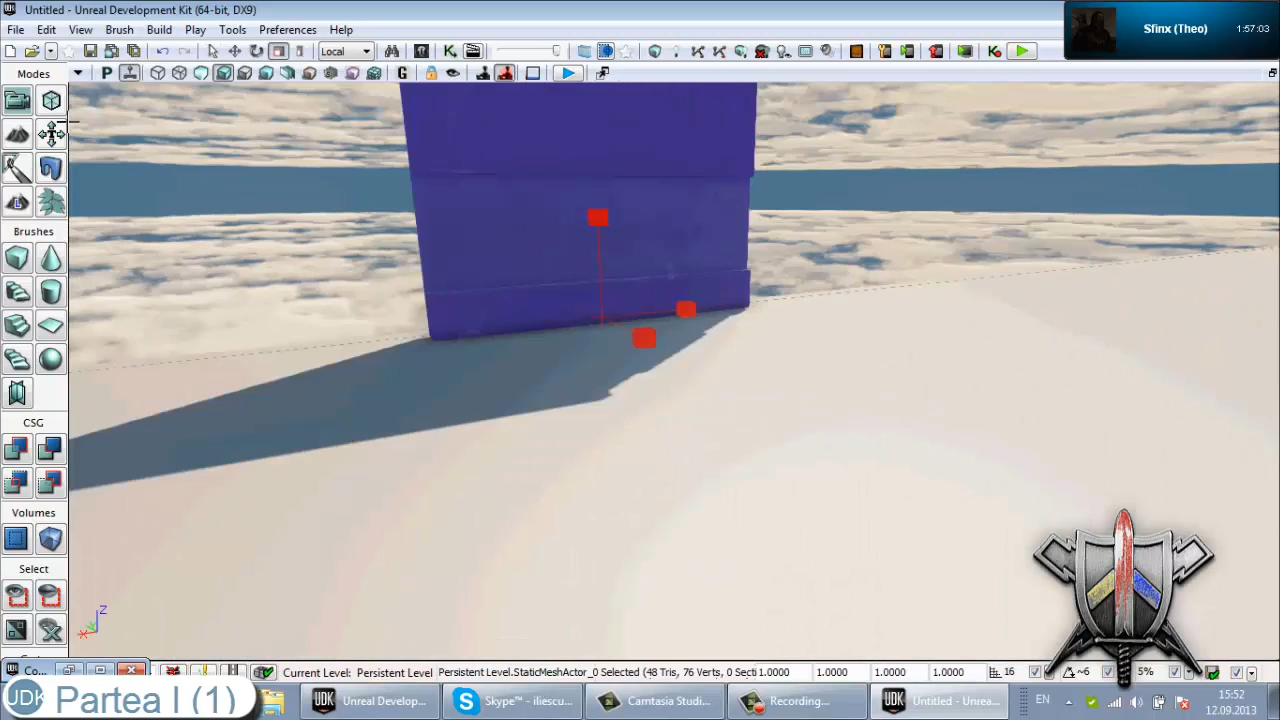 Untitled - Unreal Development Kit (64-bit, DX9)
Sfinx (Theo)
1:57:03
File Edit View Brush Build Play Tools Preferences Help
Local
Modes
P
G
L
Brushes
CSG
Volumes
Select
Z
Co...
Current Level: Persistent Level Persistent Level.StaticMeshActor_0 Selected (48 Tris, 76 Verts, 0 Sect 1.0000 1.0000 1.0000 1.0000 16 5%
UDK Partea I (1)
Unreal Develop...
Skype™ - iliescu...
Camtasia Studi...
Recording...
Untitled - Unrea...
EN
15:52
12.09.2013